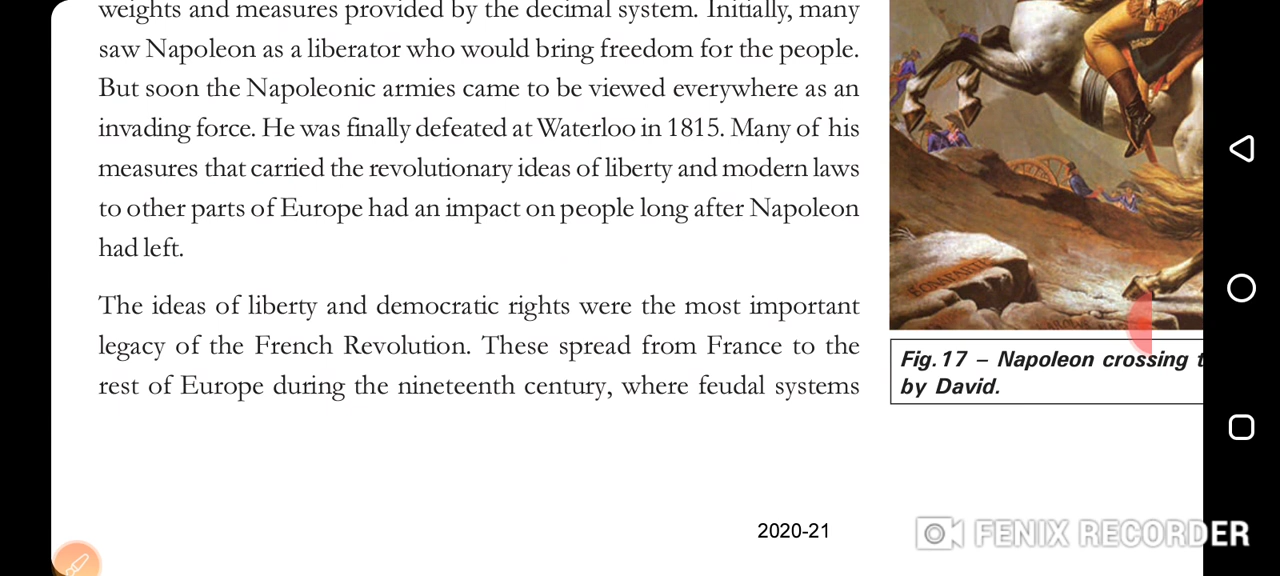 weights and measures provided by the decimal system. Initially, many
saw Napoleon as a liberator who would bring freedom for the people.
But soon the Napoleonic armies came to be viewed everywhere as an
invading force. He was finally defeated at Waterloo in 1815. Many of his
measures that carried the revolutionary ideas of liberty and modern laws
to other parts of Europe had an impact on people long after Napoleon
had left.
The ideas of liberty and democratic rights were the most important
legacy of the French Revolution. These spread from France to the
rest of Europe during the nineteenth century, where feudal systems
BONAPARTE
Fig.17 – Napoleon crossing t
by David.
2020-21
FENIX RECORDER